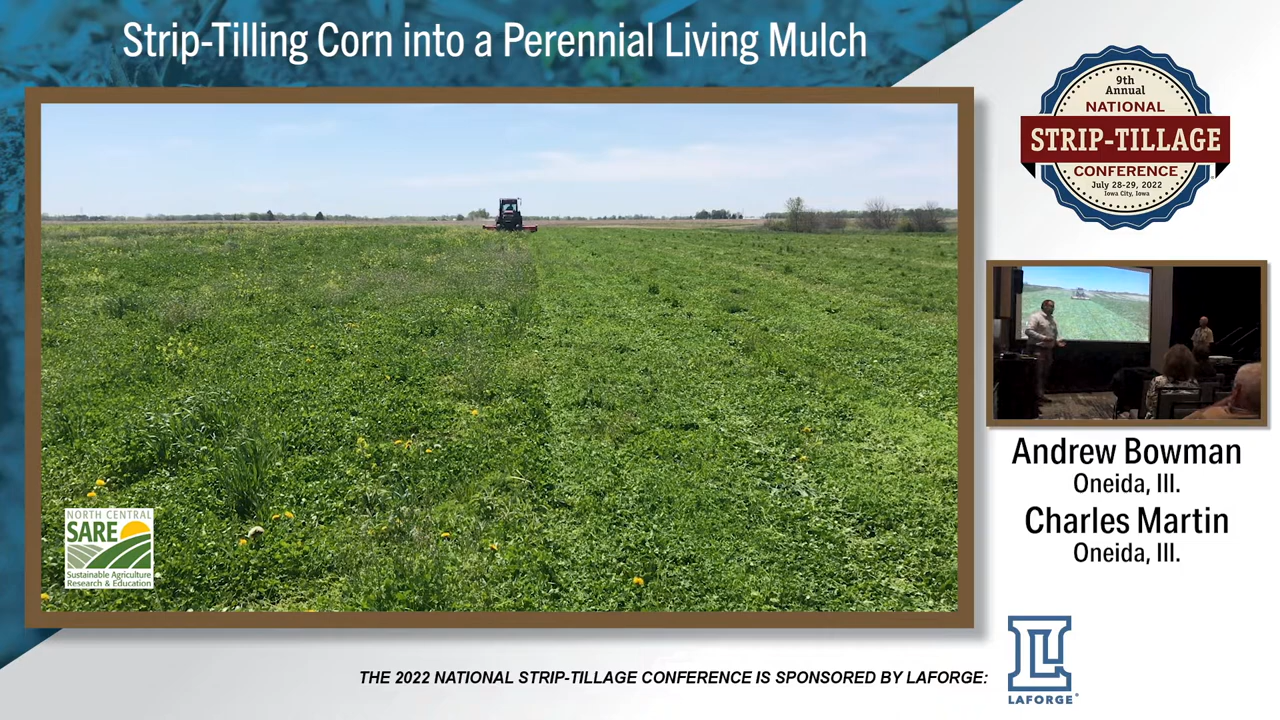 Strip-Tilling Corn into a Perennial Living Mulch
9th
Annual
NATIONAL
STRIP-TILLAGE
CONFERENCE
July 28-29, 2022
Iowa City, Iowa
Andrew Bowman
Oneida, Ill.
Charles Martin
Oneida, Ill.
NORTH CENTRAL
SARE
Sustainable Agriculture
Research & Education
THE 2022 NATIONAL STRIP-TILLAGE CONFERENCE IS SPONSORED BY LAFORGE:
LAFORGE®